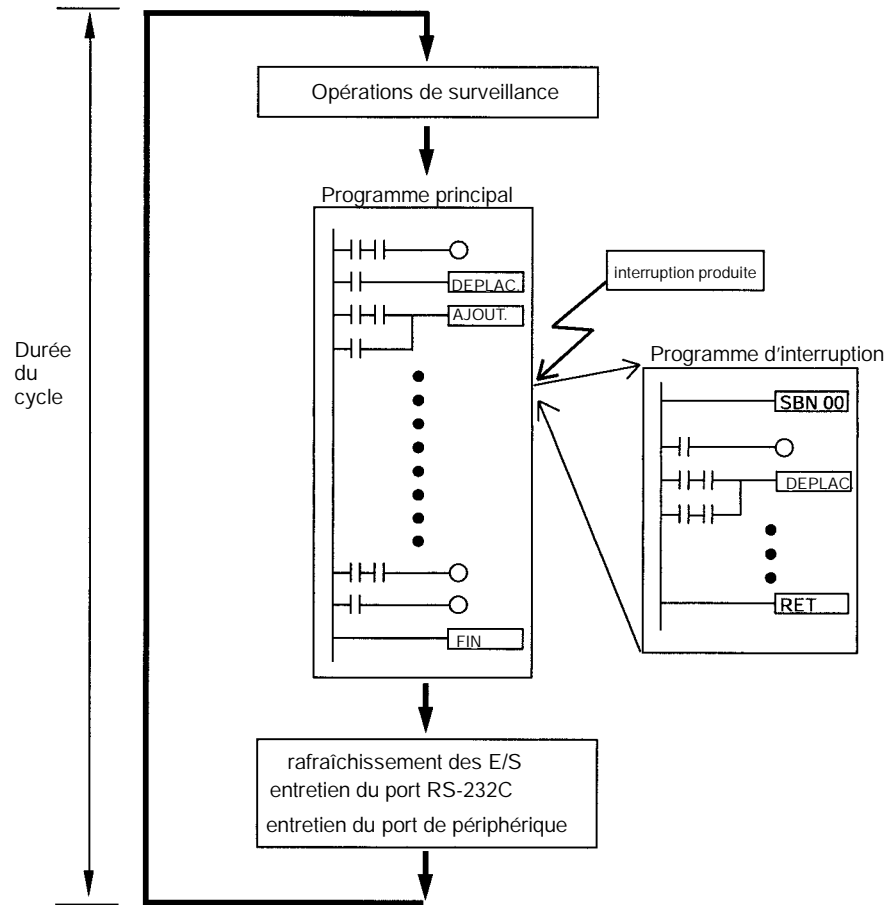 Opérations de surveillance
Programme principal
DEPLAC.
AJOUT.
FIN
interruption produite
Programme d'interruption
SBN 00
DEPLAC
RET
Durée
du
cycle
rafraîchissement des E/S
entretien du port RS-232C
entretien du port de périphérique